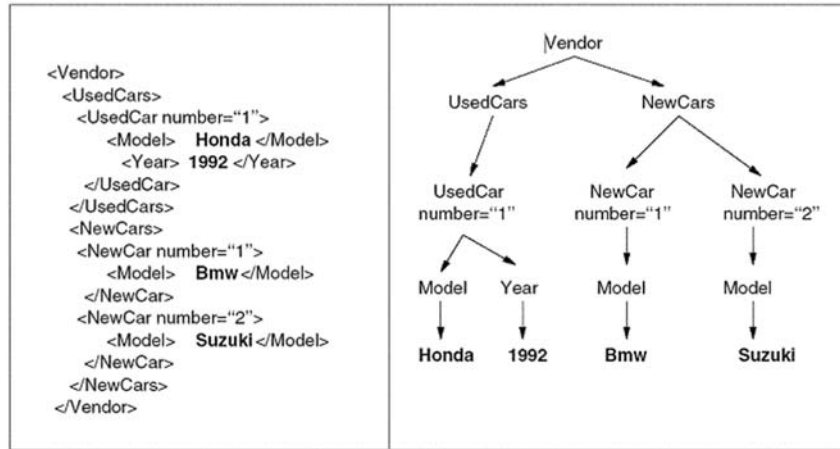 <Vendor>
<UsedCars>
<UsedCar number=“1”>
<Model> Honda </Model>
<Year> 1992 </Year>
</UsedCar>
</UsedCars>
<NewCars>
<NewCar number=“1”>
<Model> Bmw </Model>
</NewCar>
<NewCar number=“2”>
<Model> Suzuki </Model>
</NewCar>
</NewCars>
</Vendor>
Vendor
UsedCars NewCars
UsedCar NewCar NewCar
number=“1” number=“1” number=“2”
Model Year Model Model
Honda 1992 Bmw Suzuki